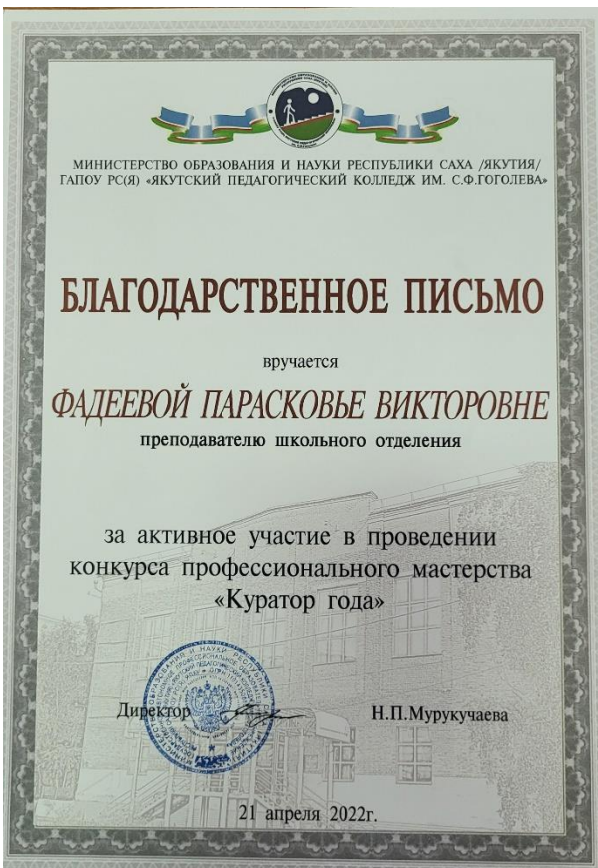 МИНИСТЕРСТВО ОБРАЗОВАНИЯ И НАУКИ РЕСПУБЛИКИ САХА /ЯКУТИЯ/
ГАПОУ РС(Я) «ЯКУТСКИЙ ПЕДАГОГИЧЕСКИЙ КОЛЛЕДЖ ИМ. С.Ф.ГОГОЛЕВА»
БЛАГОДАРСТВЕННОЕ ПИСЬМО
вручается
ФАДЕЕВОЙ ПАРАСКОВЬЕ ВИКТОРОВНЕ
преподавателю школьного отделения
за активное участие в проведении
конкурса профессионального мастерства
«Куратор года»
Директор Н.П.Мурукучаева
21 апреля 2022г.